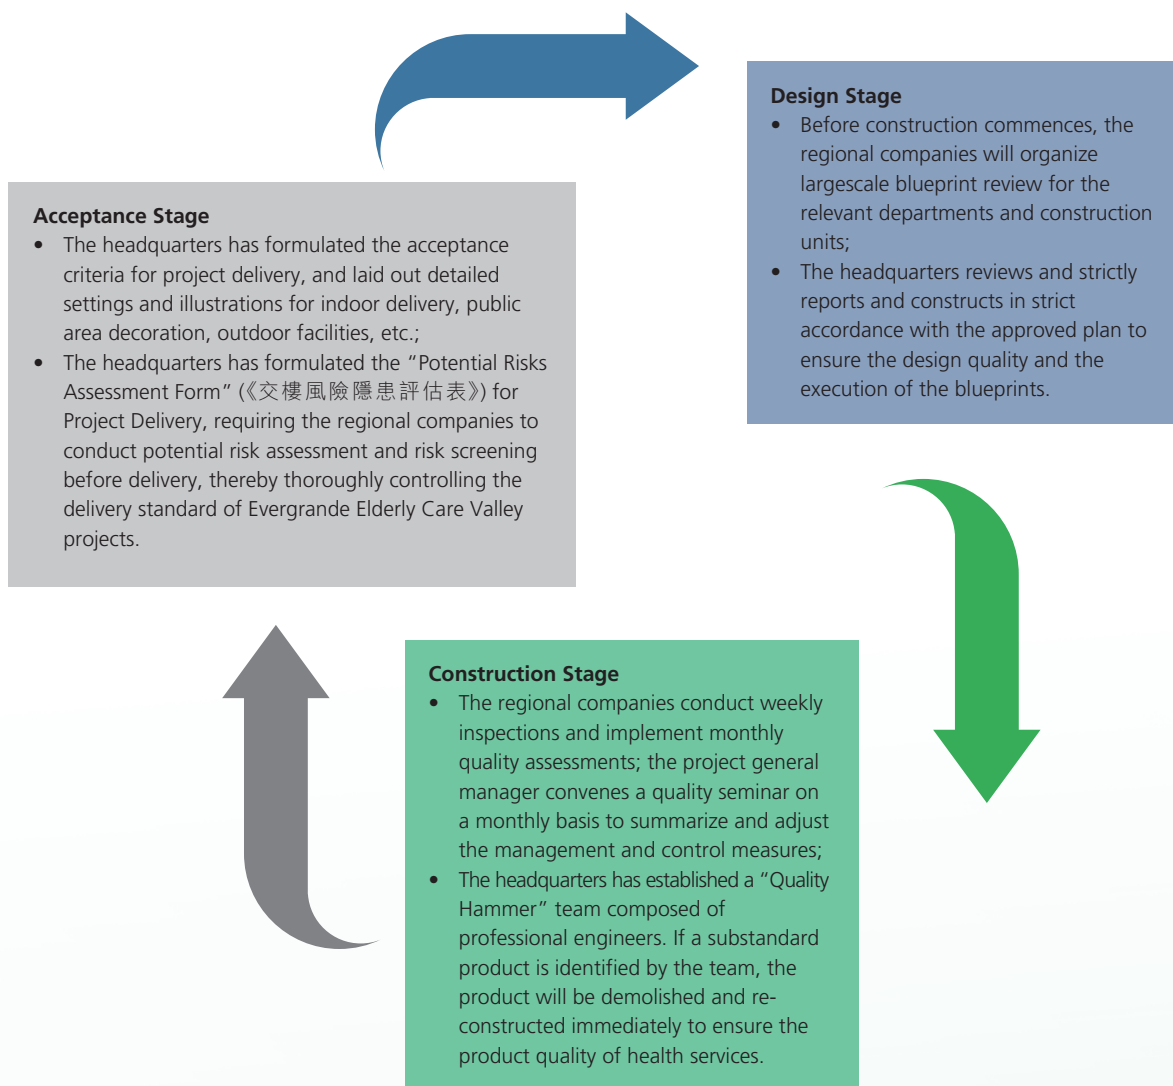 Design Stage
• Before construction commences, the
regional companies will organize
largescale blueprint review for the
relevant departments and construction
units;
• The headquarters reviews and strictly
reports and constructs in strict
accordance with the approved plan to
ensure the design quality and the
execution of the blueprints.
Acceptance Stage
• The headquarters has formulated the acceptance
criteria for project delivery, and laid out detailed
settings and illustrations for indoor delivery, public
area decoration, outdoor facilities, etc.;
• The headquarters has formulated the “Potential Risks
Assessment Form” (《交樓風險隱患評估表》) for
Project Delivery, requiring the regional companies to
conduct potential risk assessment and risk screening
before delivery, thereby thoroughly controlling the
delivery standard of Evergrande Elderly Care Valley
projects.
Construction Stage
• The regional companies conduct weekly
inspections and implement monthly
quality assessments; the project general
manager convenes a quality seminar on
a monthly basis to summarize and adjust
the management and control measures;
• The headquarters has established a “Quality
Hammer” team composed of
professional engineers. If a substandard
product is identified by the team, the
product will be demolished and re-
constructed immediately to ensure the
product quality of health services.